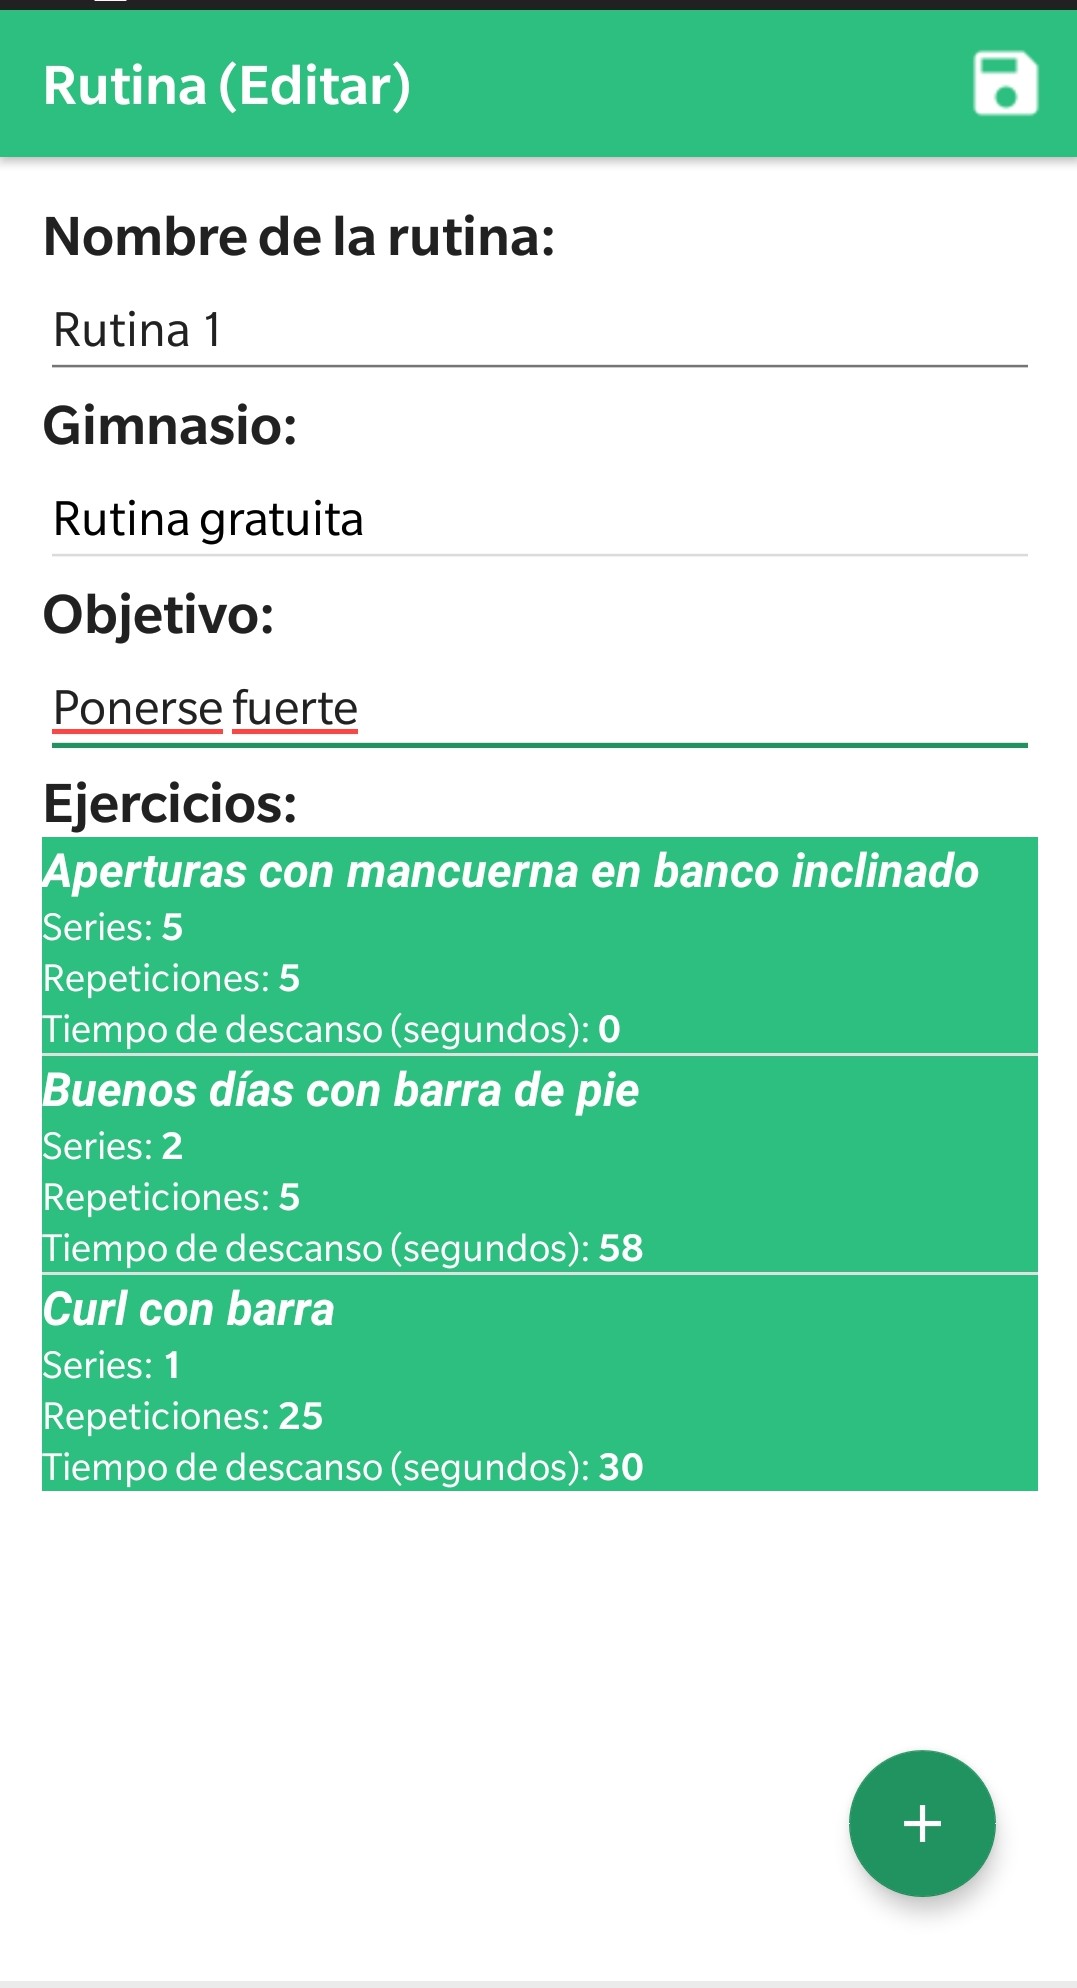 Rutina (Editar)
Nombre de la rutina:
Rutina 1
Gimnasio:
Rutina gratuita
Objetivo:
Ponerse fuerte
Ejercicios:
Aperturas con mancuerna en banco inclinado
Series: 5
Repeticiones: 5
Tiempo de descanso (segundos): 0
Buenos días con barra de pie
Series: 2
Repeticiones: 5
Tiempo de descanso (segundos): 58
Curl con barra
Series: 1
Repeticiones: 25
Tiempo de descanso (segundos): 30
+